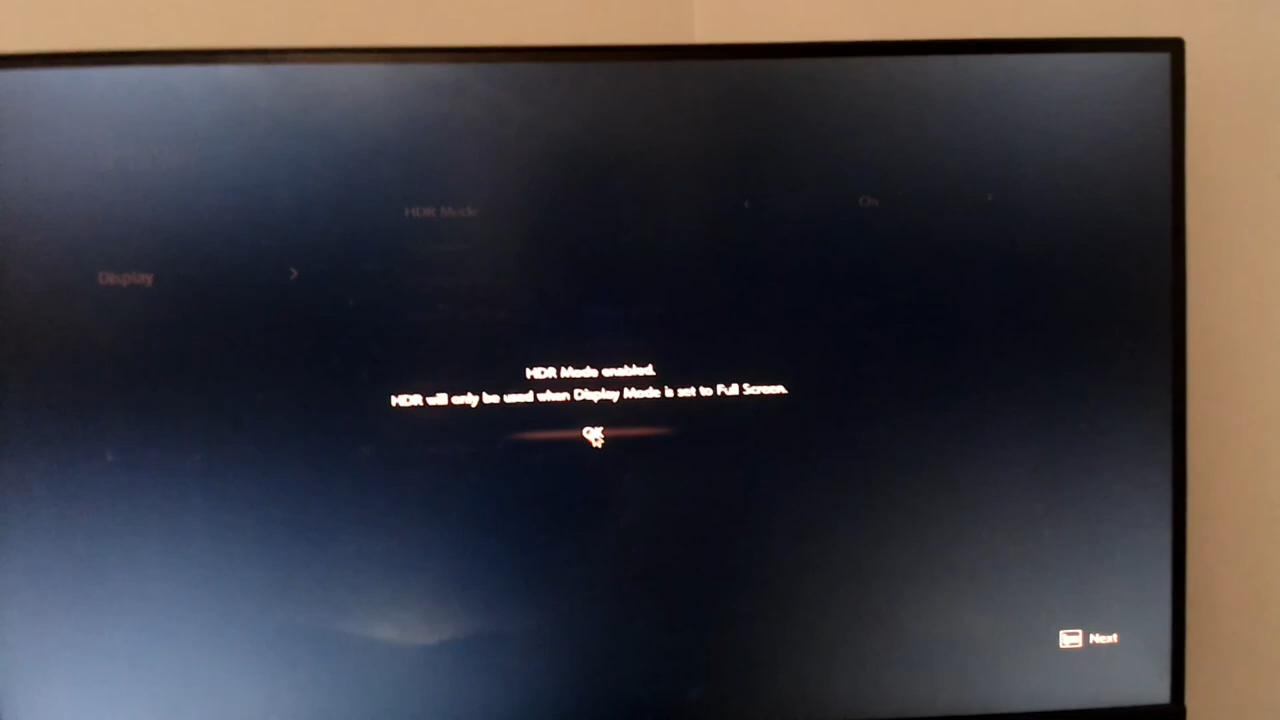 HDR Mode
On
Display
HDR Mode enabled.
HDR will only be used when Display Mode is set to Full Screen.
OK
Next